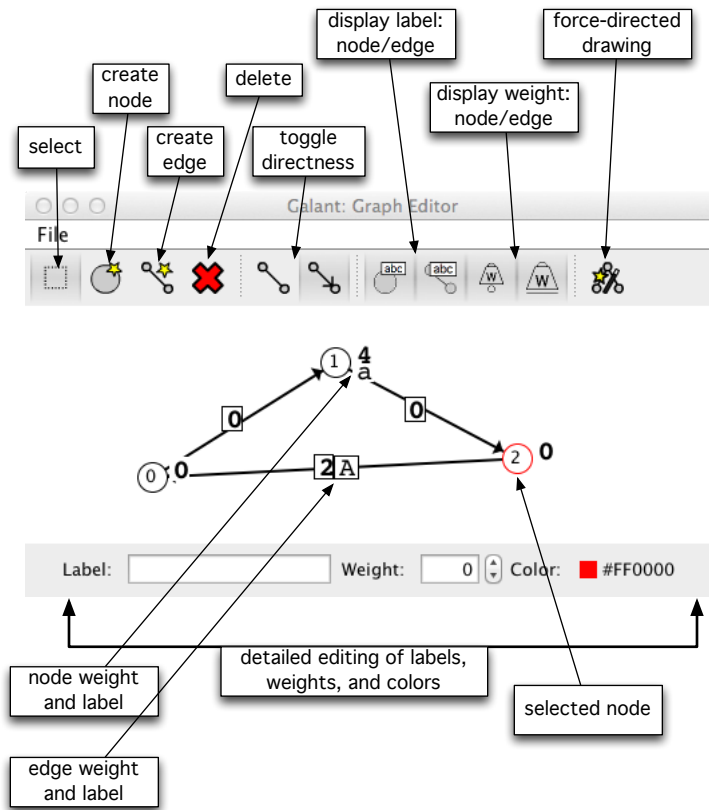 display label:
node/edge
force-directed
drawing
create
node
delete
display weight:
node/edge
select
create
edge
toggle
directness
Galant: Graph Editor
File
abc
abc
W
W
1
4
a
0
0
0
0
2
A
2
0
Label:
Weight:
0
Color:
#FF0000
detailed editing of labels,
weights, and colors
node weight
and label
selected node
edge weight
and label